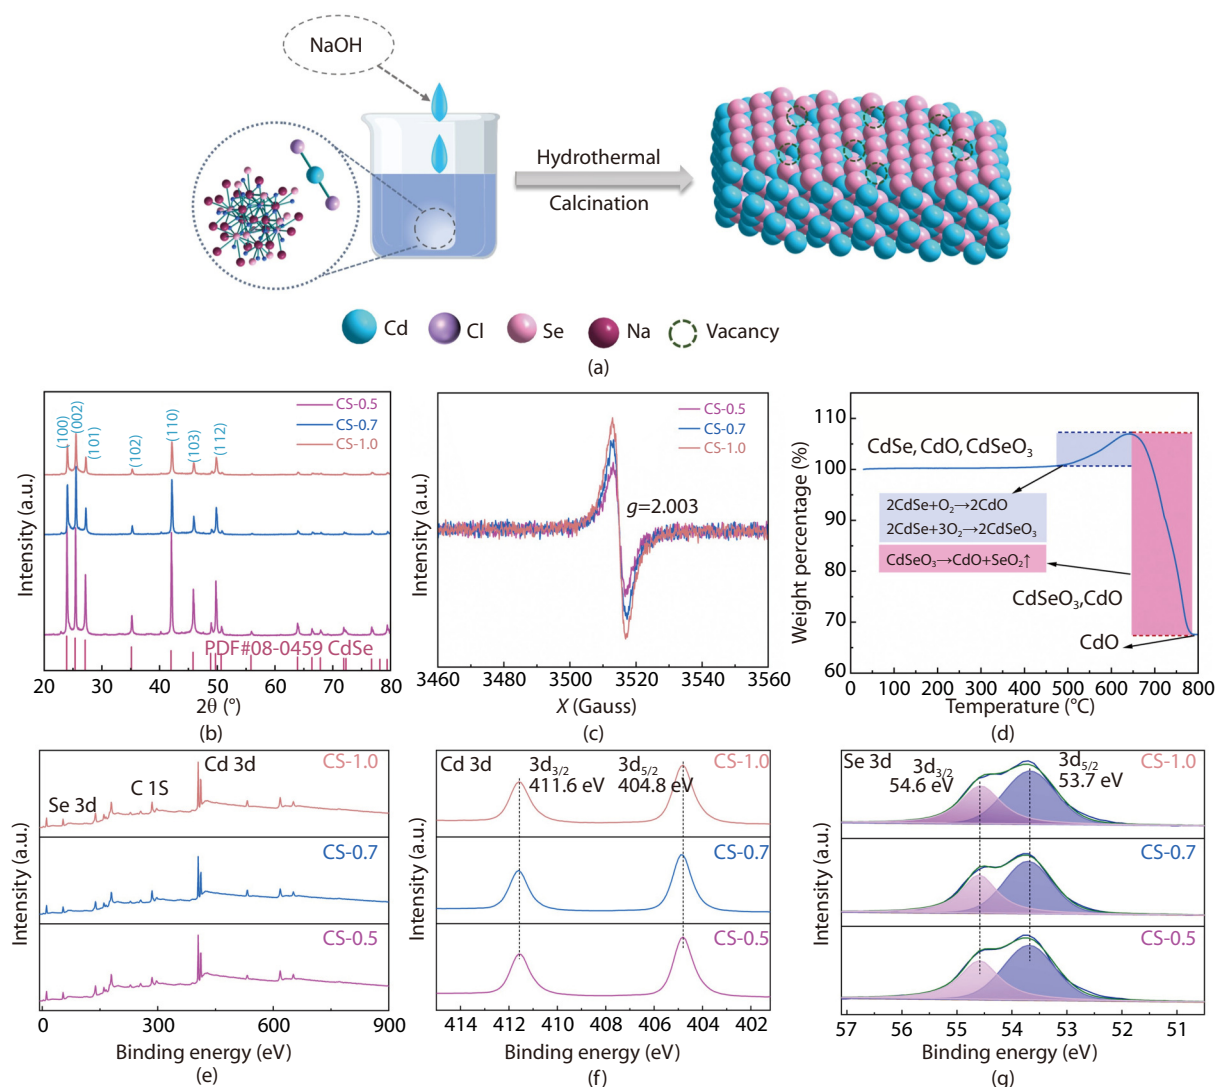 NaOH
Hydrothermal
Calcination
Cd
Cl
Se
Na
Vacancy
(a)
Intensity (a.u.)
(100)
(002)
(101)
(102)
(110)
(103)
(112)
CS-0.5
CS-0.7
CS-1.0
PDF#08-0459 CdSe
20 30 40 50 60 70 80
2θ (°)
(b)
Intensity (a.u.)
CS-0.5
CS-0.7
CS-1.0
g=2.003
3460 3480 3500 3520 3540 3560
X (Gauss)
(c)
Weight percentage (%)
110
100
90
80
70
60
CdSe, CdO, CdSeO₃
2CdSe+O₂→2CdO
2CdSe+3O₂→2CdSeO₃
CdSeO₃→CdO+SeO₂↑
CdSeO₃,CdO
CdO
0 100 200 300 400 500 600 700 800
Temperature (°C)
(d)
Intensity (a.u.)
Se 3d
C 1S
Cd 3d
CS-1.0
CS-0.7
CS-0.5
0 300 600 900
Binding energy (eV)
(e)
Intensity (a.u.)
Cd 3d
3d₃/₂
411.6 eV
3d₅/₂
404.8 eV
CS-1.0
CS-0.7
CS-0.5
414 412 410 408 406 404 402
Binding energy (eV)
(f)
Intensity (a.u.)
Se 3d
3d₃/₂
54.6 eV
3d₅/₂
53.7 eV
CS-1.0
CS-0.7
CS-0.5
57 56 55 54 53 52 51
Binding energy (eV)
(g)